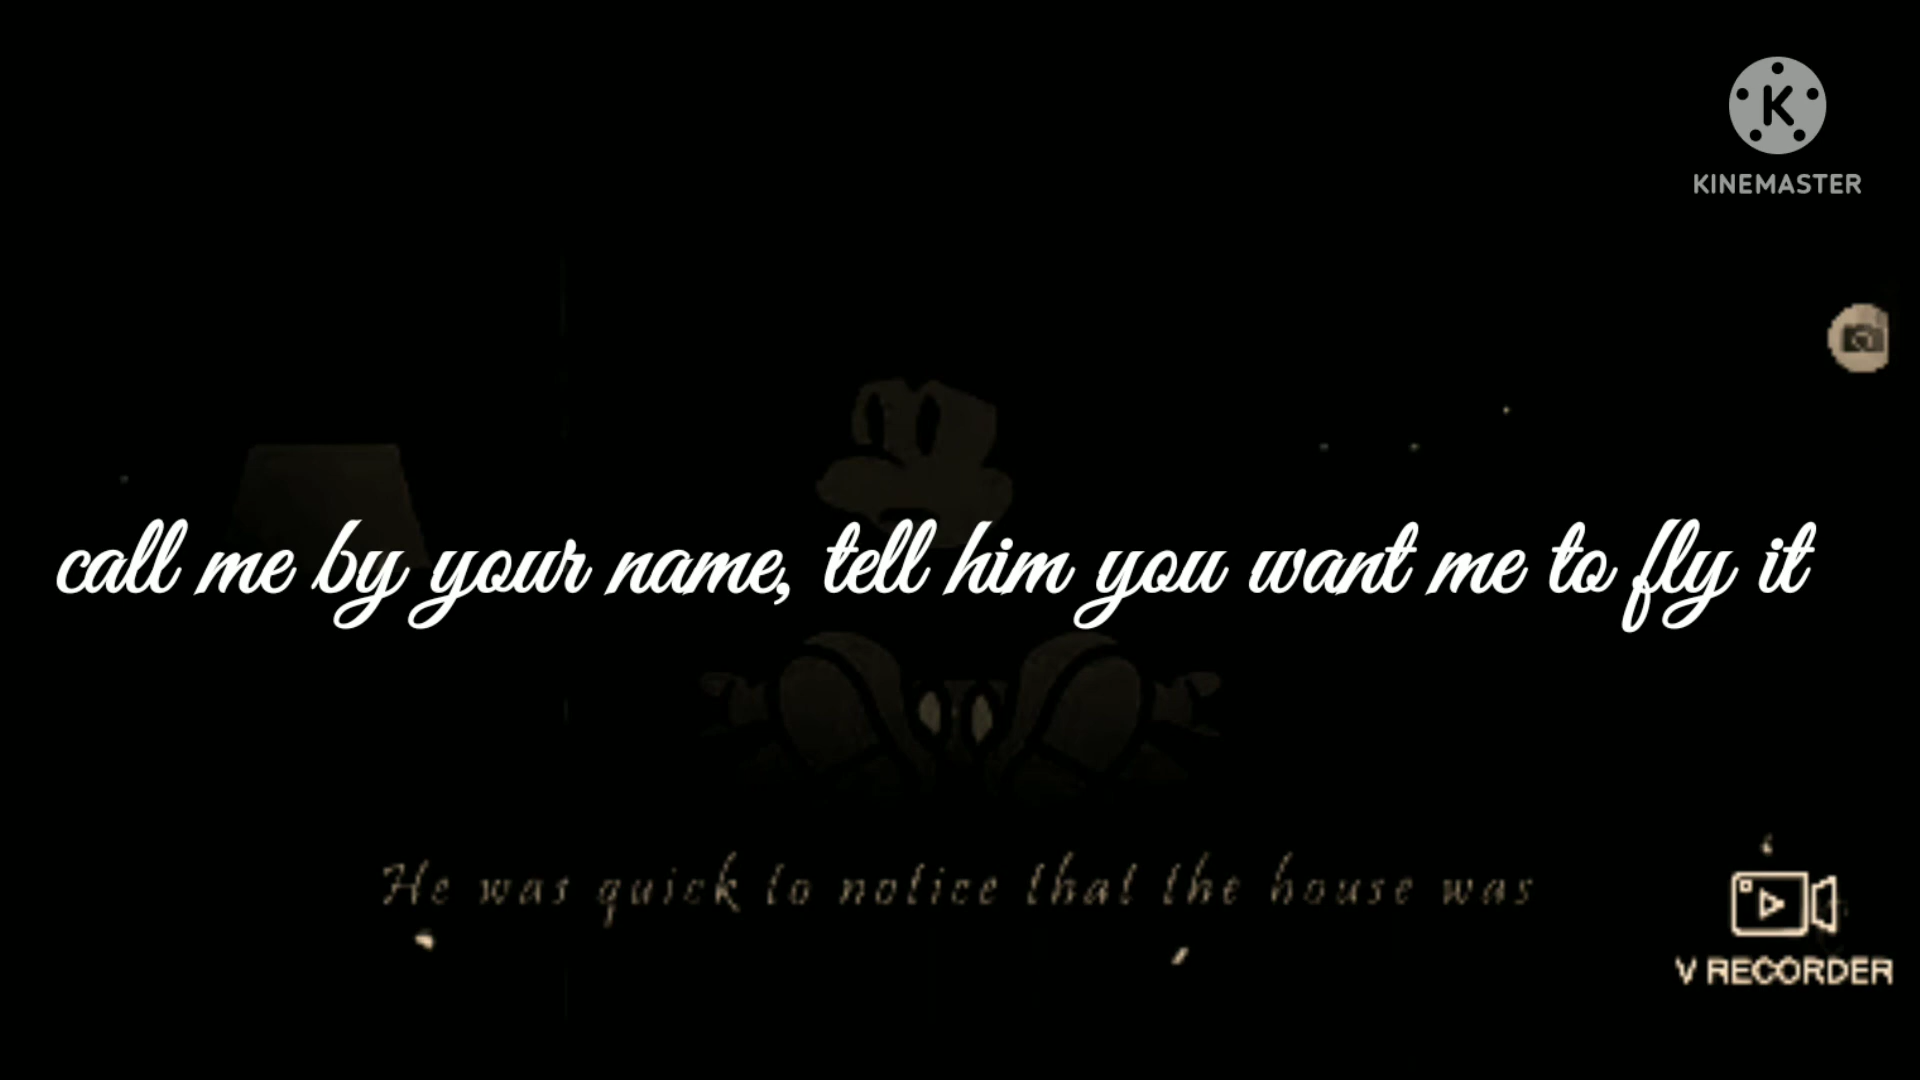 K
KINEMASTER
call me by your name, tell him you want me to fly it
He was quick to notice that the house was
V RECORDER